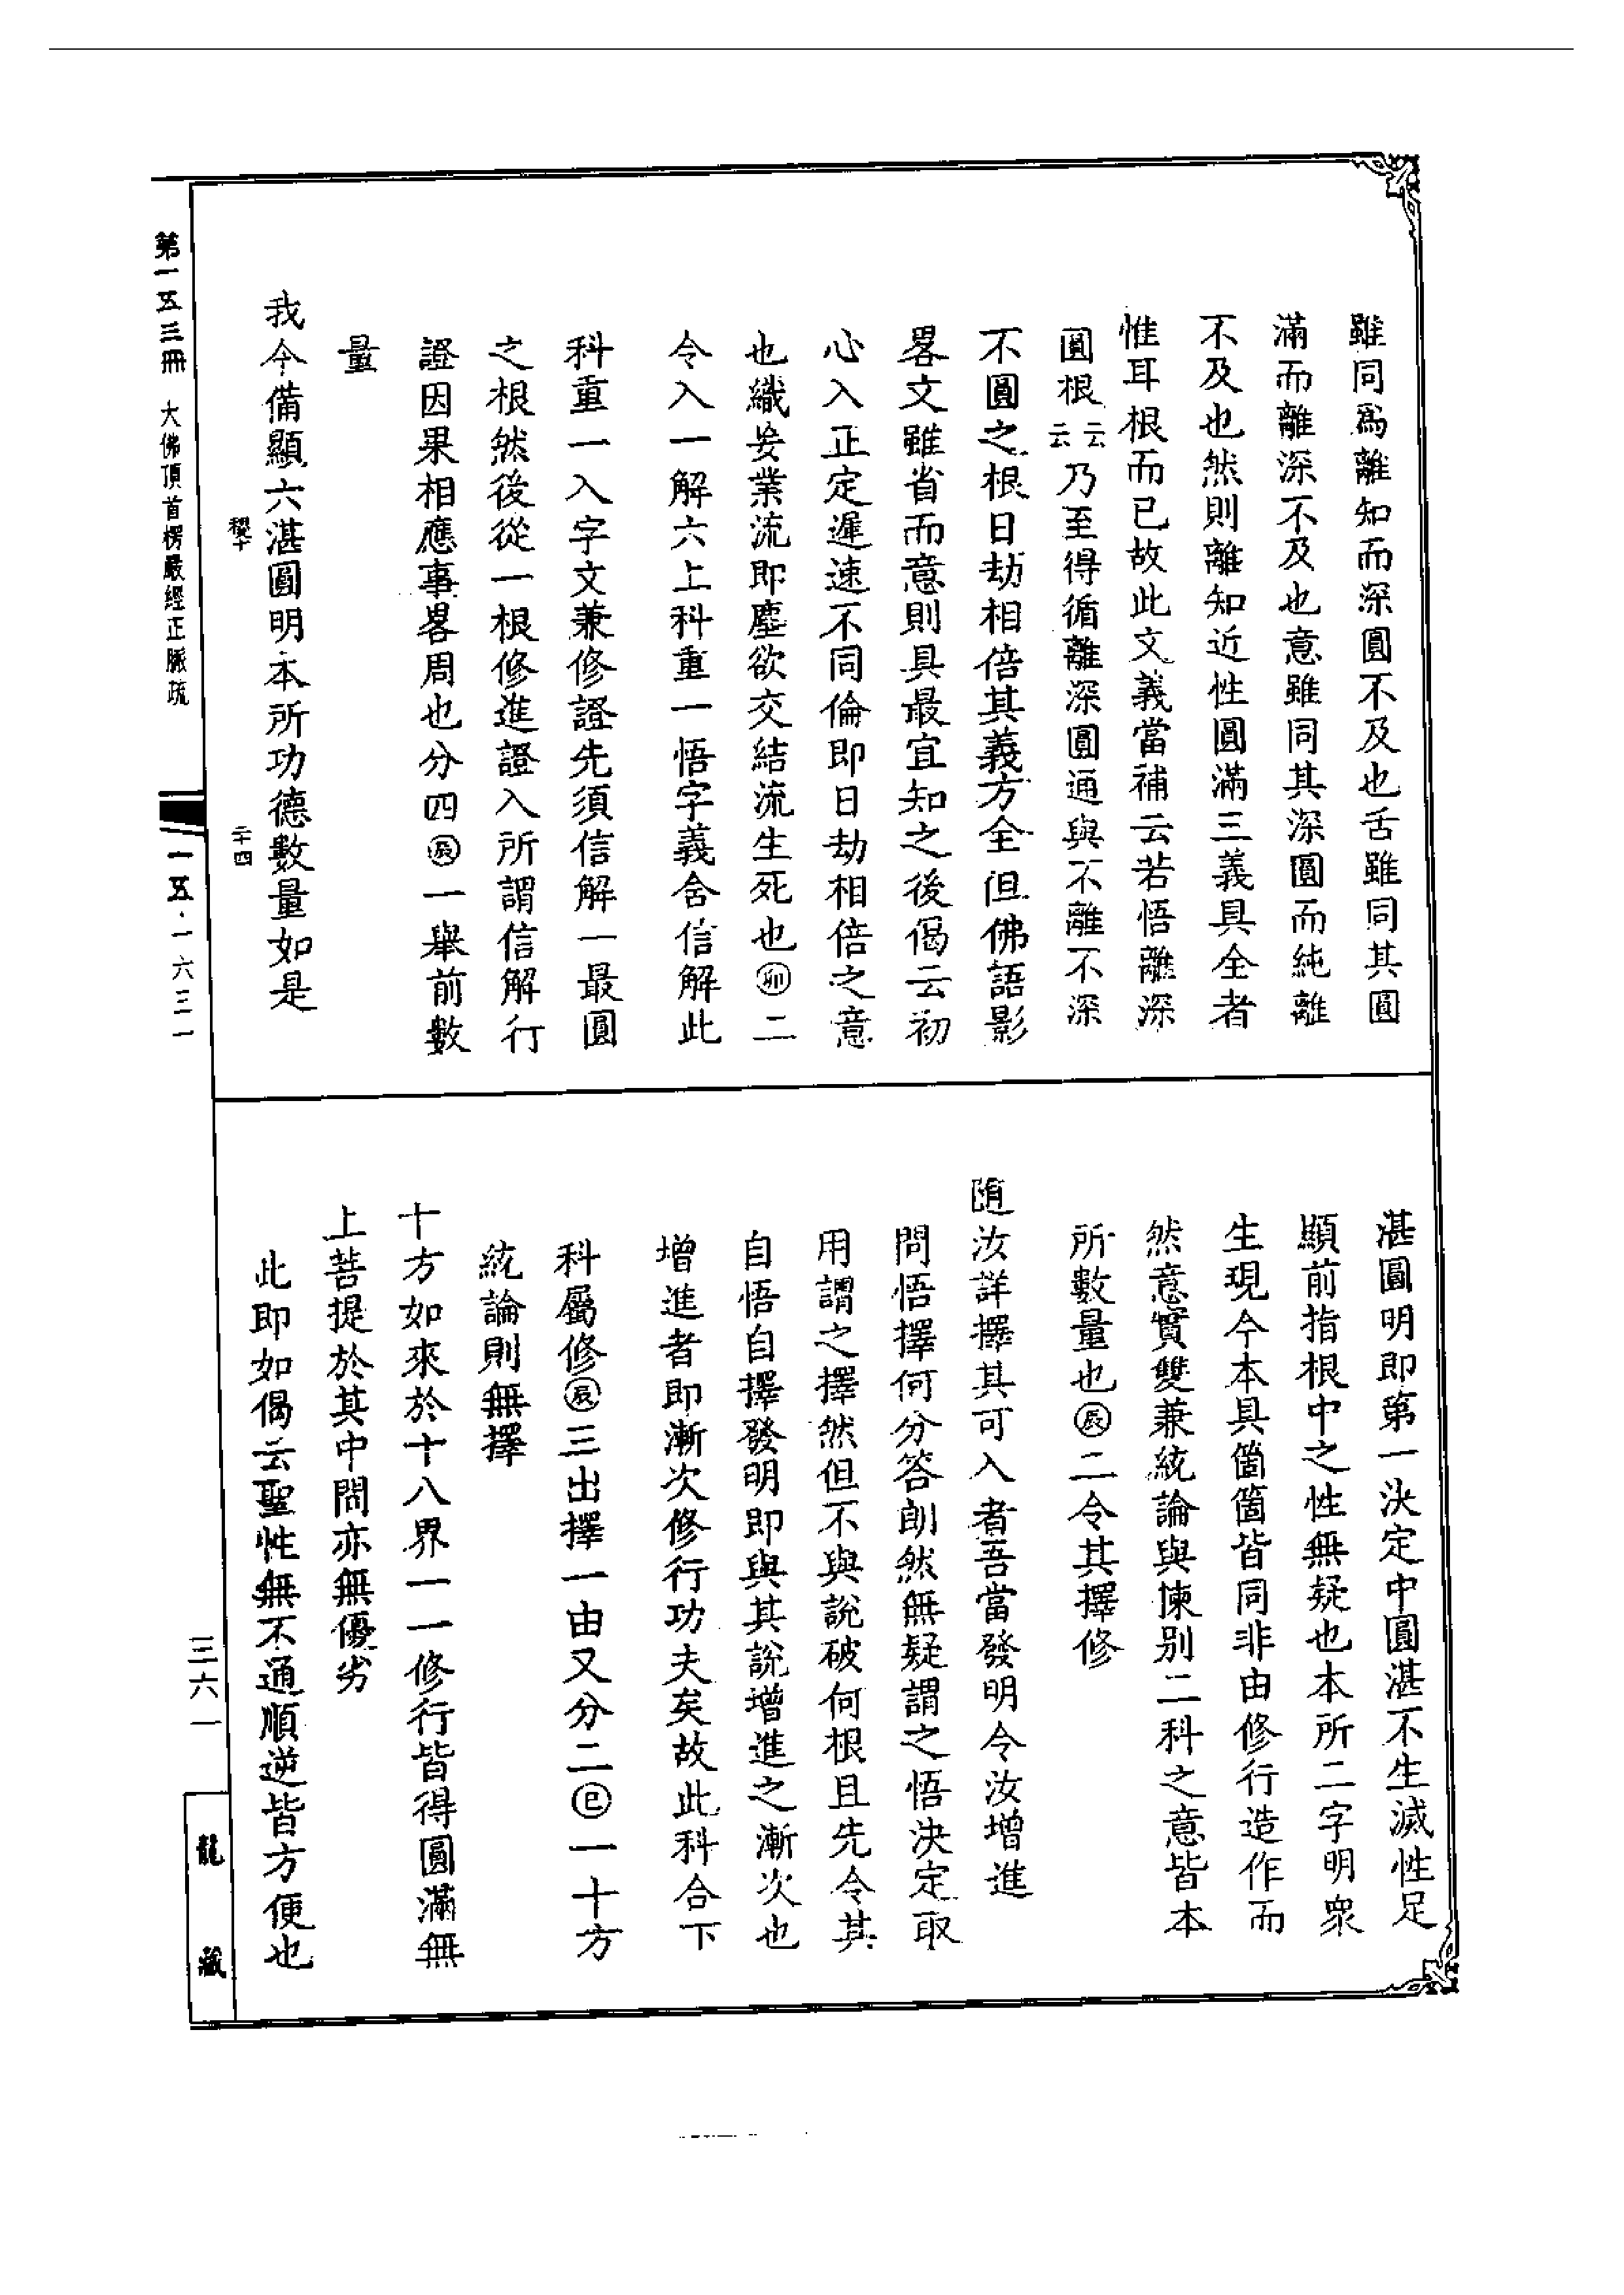 雖同爲離知而深圓不及也舌雖同其圓
滿而離深不及也意雖同其深圓而純離
不及也然則離知近性圓滿三義具全者
惟耳根而已故此文義當補云若悟離深
圓根云云乃至得循離深圓通與不離不深
不圓之根日劫相倍其義方全但佛語影
畧文雖省而意則具最宜知之後偈云初
心入正定遲速不同倫即日劫相倍之意
也織妄業流即塵欲交結流生死也㊞二
令入一解六上科重一悟字義含信解此
科重一入字文兼修證先須信解一最圓
之根然後從一根修進證入所謂信解行
證因果相應事畧周也分四辰一舉前數
量
我今備顯六湛圓明本所功德數量如是
湛圓明即第一決定中圓湛不生滅性足
顯前指根中之性無疑也本所二字明衆
生現今本具箇箇皆同非由修行造作而
然意實雙兼統論與揀別二科之意皆本
所數量也辰二令其擇修
隨汝詳擇其可入者吾當發明令汝增進
問悟擇何分答朗然無疑謂之悟決定取
用謂之擇然但不與說破何根且先令其
自悟自擇發明即與其說增進之漸次也
增進者即漸次修行功夫矣故此科合下
科屬修辰三出擇一由又分二巳一十方
統論則無擇
十方如來於十八界一一修行皆得圓滿無
上菩提於其中間亦無優劣
此即如偈云聖性無不通順逆皆方便也
第一五三冊 大佛頂首楞嚴經正脈疏
二十四
一五·一六三一
三六一
龍藏